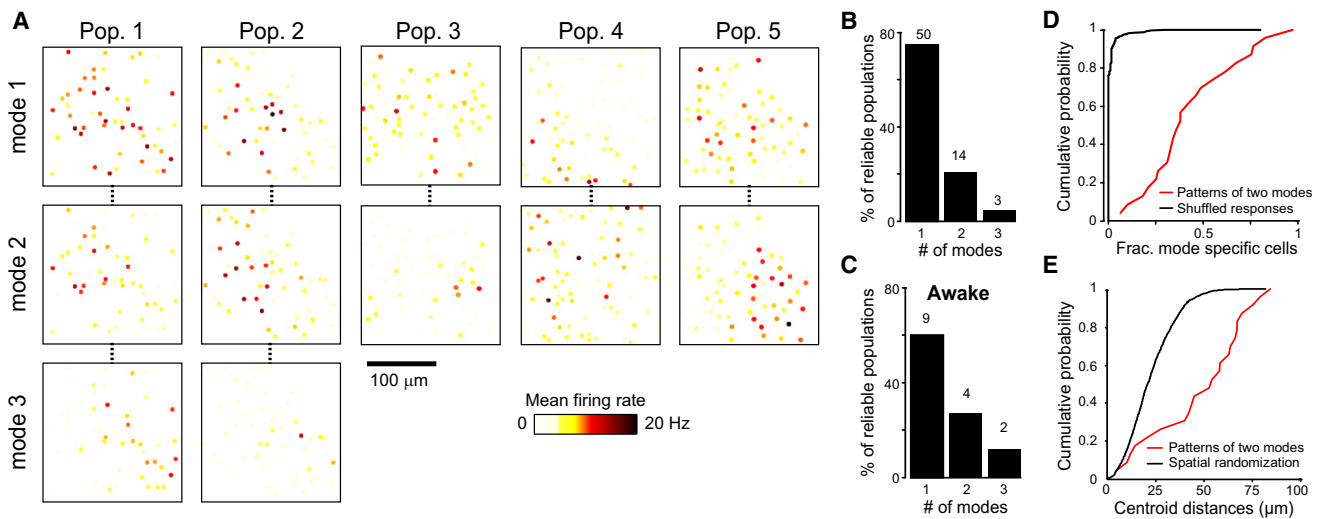 A
Pop. 1
Pop. 2
Pop. 3
Pop. 4
Pop. 5
mode 1
mode 2
mode 3
100 μm
Mean firing rate
0
20 Hz
B
% of reliable populations
80
40
0
50
14
3
1
2
3
# of modes
C
Awake
% of reliable populations
80
40
0
9
4
2
1
2
3
# of modes
D
Cumulative probability
1
0.8
0.6
0.4
0.2
0
Patterns of two modes
Shuffled responses
0
0.5
1
Frac. mode specific cells
E
Cumulative probability
1
0.8
0.6
0.4
0.2
0
Patterns of two modes
Spatial randomization
0
25
50
75
100
Centroid distances (μm)